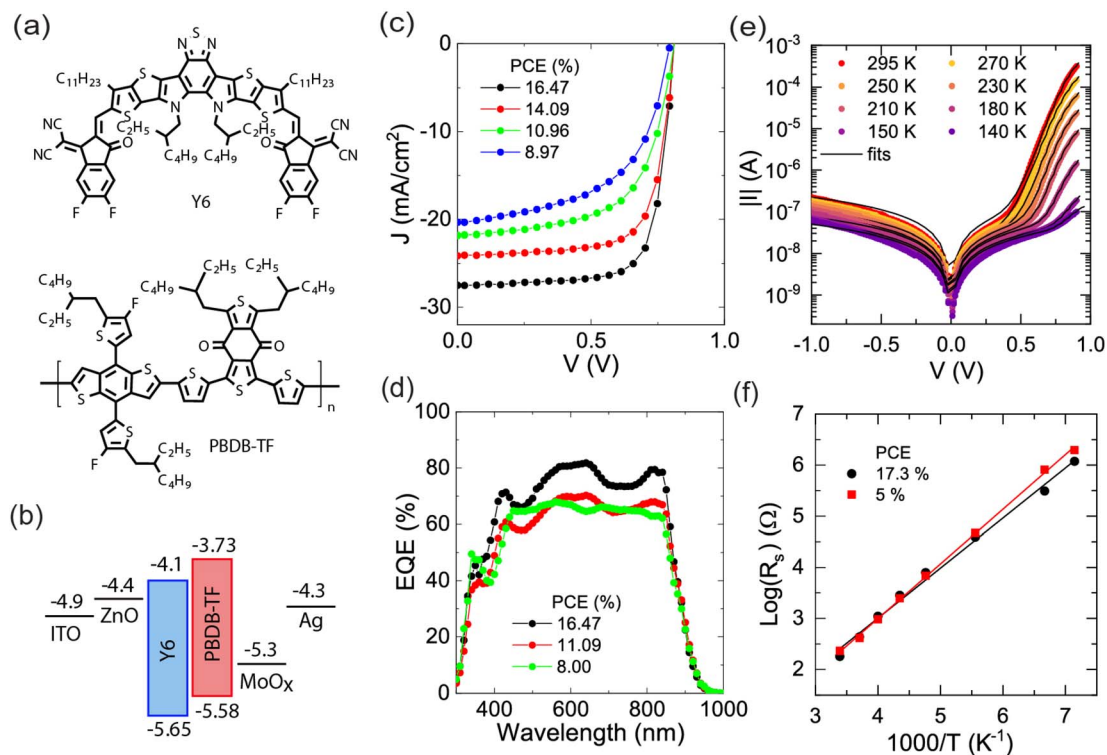 (a)
S
N N
C11H23 S S C11H23
S N N S
NC O C2H5 C2H5 O CN
NC C4H9 C4H9 CN
F F F F
Y6
C4H9 C2H5 C2H5
C2H5 F C4H9 C4H9
S S
O O
S S S S
S n
S
F C2H5
C4H9
PBDB-TF
(b)
-4.9
ITO
-4.4
ZnO
-4.1
Y6
-5.65
-3.73
PBDB-TF
-5.58
-5.3
MoOx
-4.3
Ag
(c)
J (mA/cm2)
0
-10
-20
-30
PCE (%)
16.47
14.09
10.96
8.97
0.0 0.5 1.0
V (V)
(d)
EQE (%)
100
80
60
40
20
0
PCE (%)
16.47
11.09
8.00
400 600 800 1000
Wavelength (nm)
(e)
|I| (A)
10-3
10-4
10-5
10-6
10-7
10-8
10-9
295 K 270 K
250 K 230 K
210 K 180 K
150 K 140 K
fits
-1.0 -0.5 0.0 0.5 1.0
V (V)
(f)
Log(Rs) (Ω)
7
6
5
4
3
2
PCE
17.3 %
5 %
3 4 5 6 7 8
1000/T (K-1)